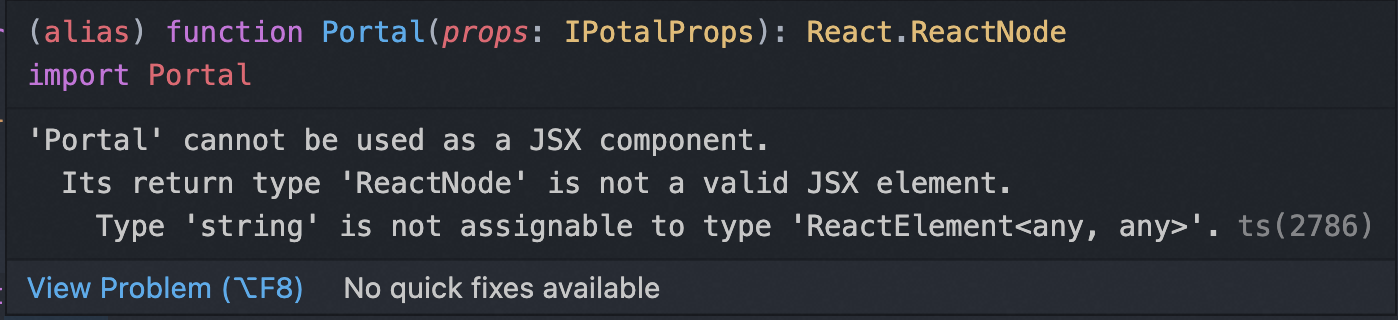 (alias) function Portal(props: IPotalProps): React.ReactNode
import Portal
'Portal' cannot be used as a JSX component.
Its return type 'ReactNode' is not a valid JSX element.
Type 'string' is not assignable to type 'ReactElement<any, any>'. ts(2786)
View Problem (⌥F8) No quick fixes available